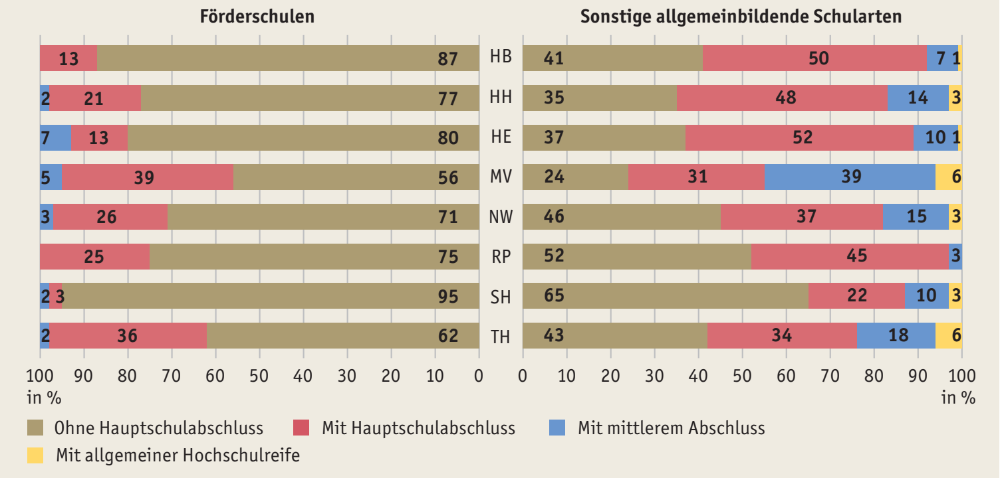 Förderschulen Sonstige allgemeinbildende Schularten
13 87 HB 41 50 7 1
2 21 77 HH 35 48 14 3
7 13 80 HE 37 52 10 1
5 39 56 MV 24 31 39 6
3 26 71 NW 46 37 15 3
25 75 RP 52 45 3
2 3 95 SH 65 22 10 3
2 36 62 TH 43 34 18 6
100 90 80 70 60 50 40 30 20 10 0 0 10 20 30 40 50 60 70 80 90 100
in % in %
Ohne Hauptschulabschluss Mit Hauptschulabschluss Mit mittlerem Abschluss
Mit allgemeiner Hochschulreife